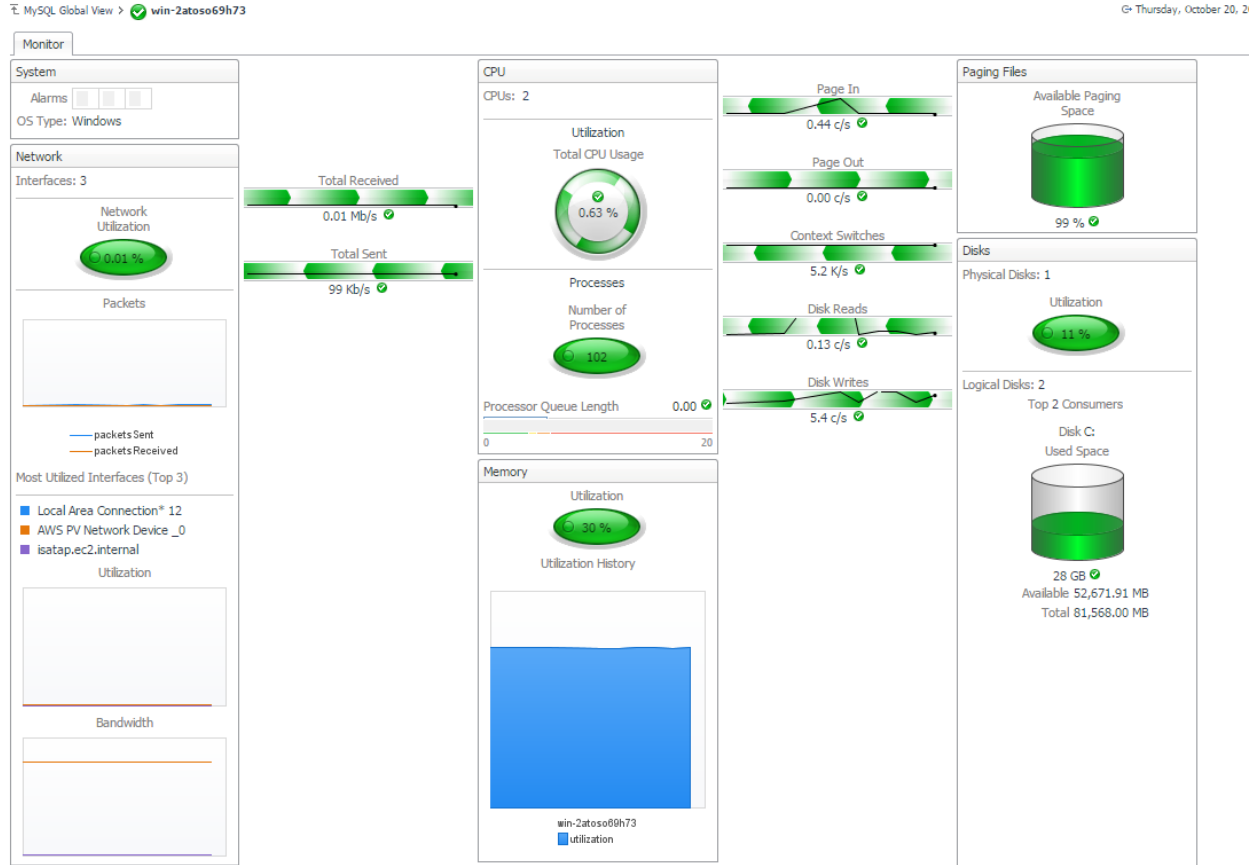 MySQL Global View > win-2atoso69h73
Thursday, October 20, 20
Monitor
System
Alarms
OS Type: Windows
Network
Interfaces: 3
Network
Utilization
0.01 %
Packets
packetsSent
packetsReceived
Most Utilized Interfaces (Top 3)
Local Area Connection* 12
AWS PV Network Device _0
isatap.ec2.internal
Utilization
Bandwidth
Total Received
0.01 Mb/s
Total Sent
99 Kb/s
CPU
CPUs: 2
Utilization
Total CPU Usage
0.63 %
Processes
Number of
Processes
102
Processor Queue Length 0.00
0 20
Memory
Utilization
30 %
Utilization History
win-2atoso69h73
utilization
Page In
0.44 c/s
Page Out
0.00 c/s
Context Switches
5.2 K/s
Disk Reads
0.13 c/s
Disk Writes
5.4 c/s
Paging Files
Available Paging
Space
99 %
Disks
Physical Disks: 1
Utilization
11 %
Logical Disks: 2
Top 2 Consumers
Disk C:
Used Space
28 GB
Available 52,671.91 MB
Total 81,568.00 MB